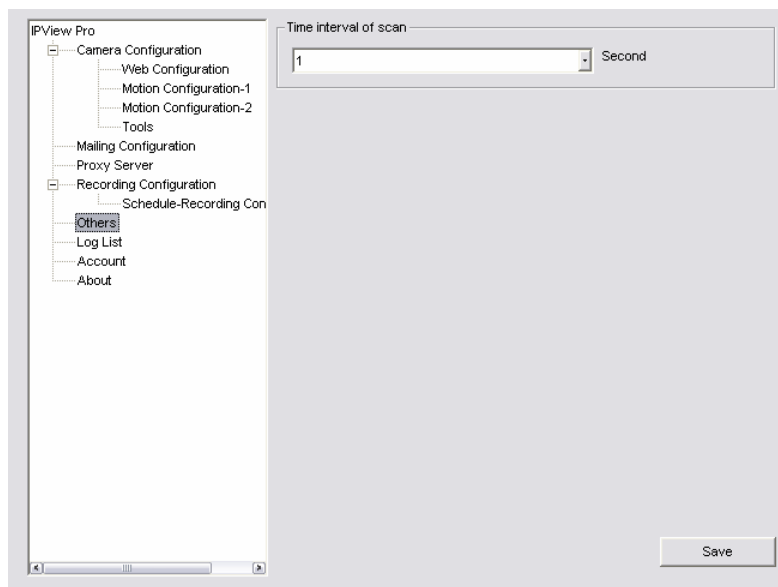 IPView Pro
Camera Configuration
Web Configuration
Motion Configuration-1
Motion Configuration-2
Tools
Mailing Configuration
Proxy Server
Recording Configuration
Schedule-Recording Con
Others
Log List
Account
About
Time interval of scan
1
Second
Save